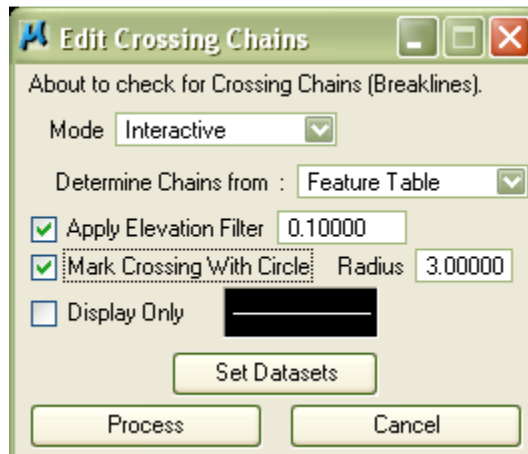 Edit Crossing Chains
About to check for Crossing Chains (Breaklines).
Mode Interactive
Determine Chains from : Feature Table
Apply Elevation Filter 0.10000
Mark Crossing With Circle Radius 3.00000
Display Only
Set Datasets
Process Cancel